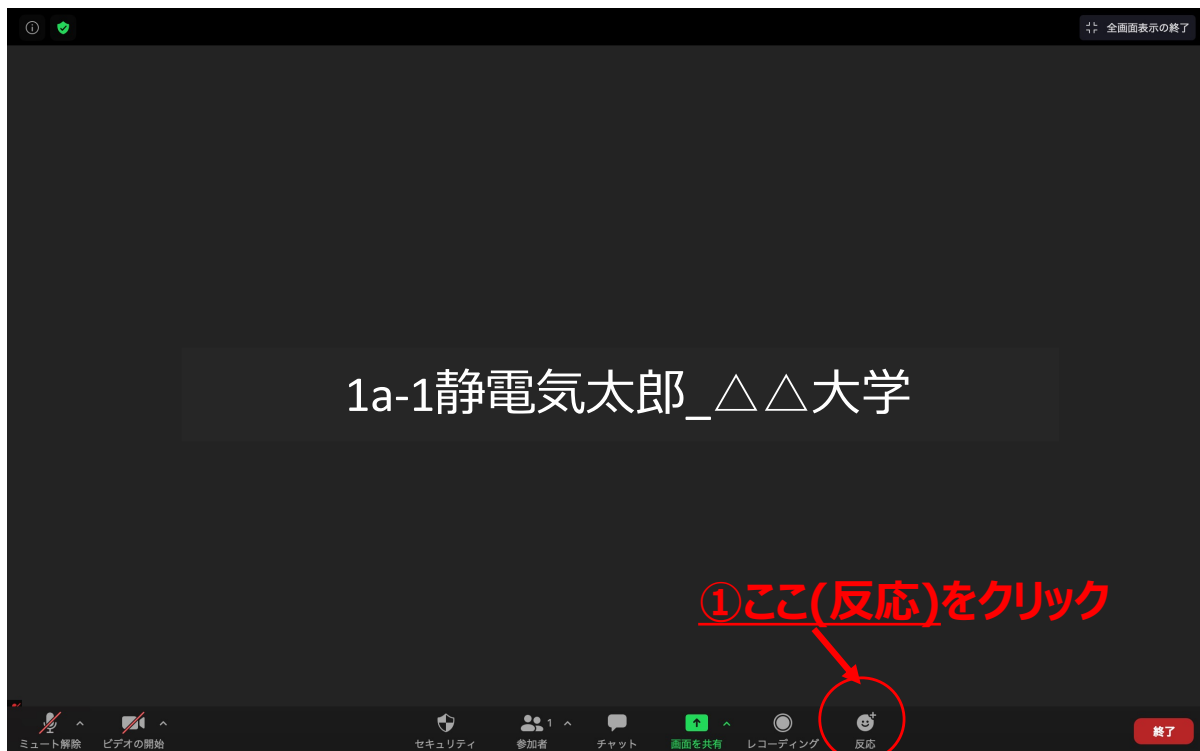 全画面表示の終了
1a-1静電気太郎_△△大学
①ここ(反応)をクリック
1
ミュート解除 ビデオの開始 セキュリティ 参加者 チャット 画面を共有 レコーディング 反応 終了